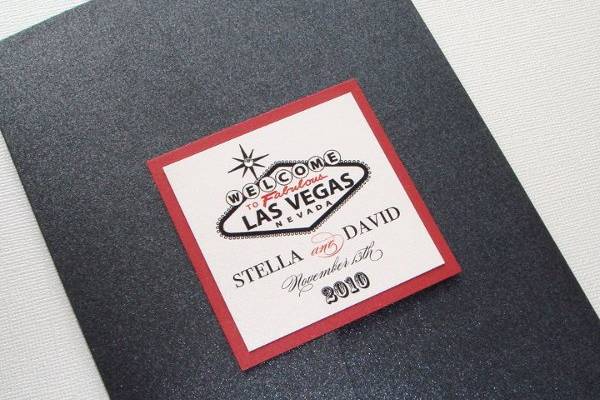 WELCOME
TO Fabulous
LAS VEGAS
NEVADA
STELLA and DAVID
November 13th
2010